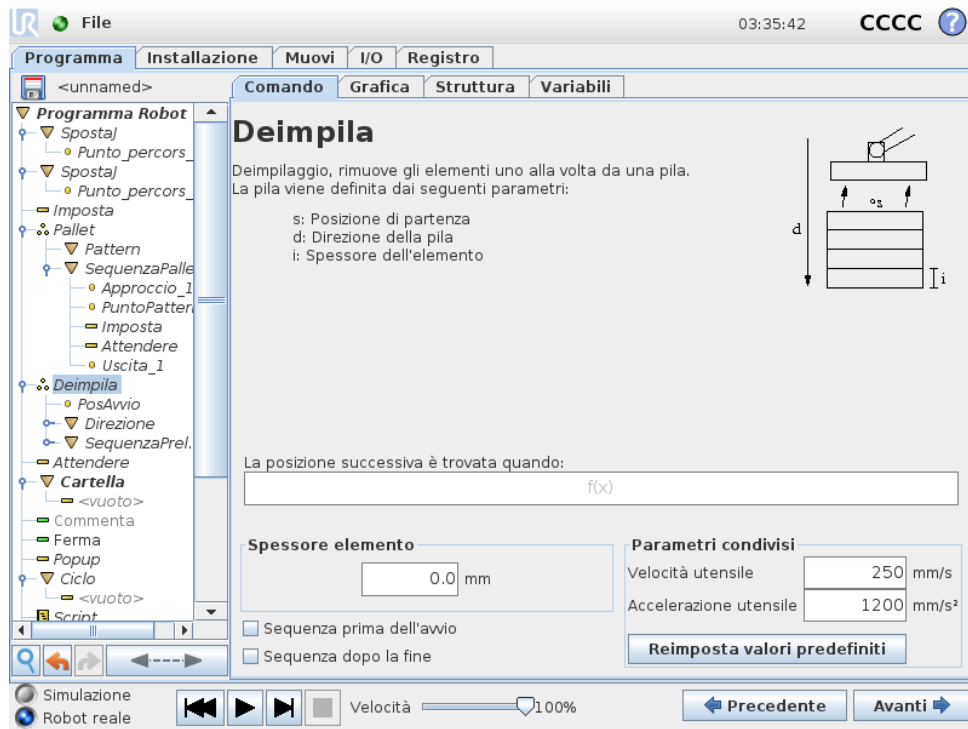 UR File 03:35:42 CCCC ?
Programma Installazione Muovi I/O Registro
<unnamed>
Comando Grafica Struttura Variabili
Programma Robot
SpostaJ
Punto_percors_
SpostaJ
Punto_percors_
Imposta
Pallet
Pattern
SequenzaPalle
Approccio_1
PuntoPatter
Imposta
Attendere
Uscita_1
Deimpila
PosAvvio
Direzione
SequenzaPrel.
Attendere
Cartella
<vuoto>
Commenta
Ferma
Popup
Ciclo
<vuoto>
Script
Deimpila
Deimpilaggio, rimuove gli elementi uno alla volta da una pila.
La pila viene definita dai seguenti parametri:
s: Posizione di partenza
d: Direzione della pila
i: Spessore dell'elemento
s
d
i
La posizione successiva è trovata quando:
f(x)
Spessore elemento
0.0 mm
Sequenza prima dell'avvio
Sequenza dopo la fine
Parametri condivisi
Velocità utensile 250 mm/s
Accelerazione utensile 1200 mm/s²
Reimposta valori predefiniti
Simulazione
Robot reale
Velocità 100%
Precedente Avanti